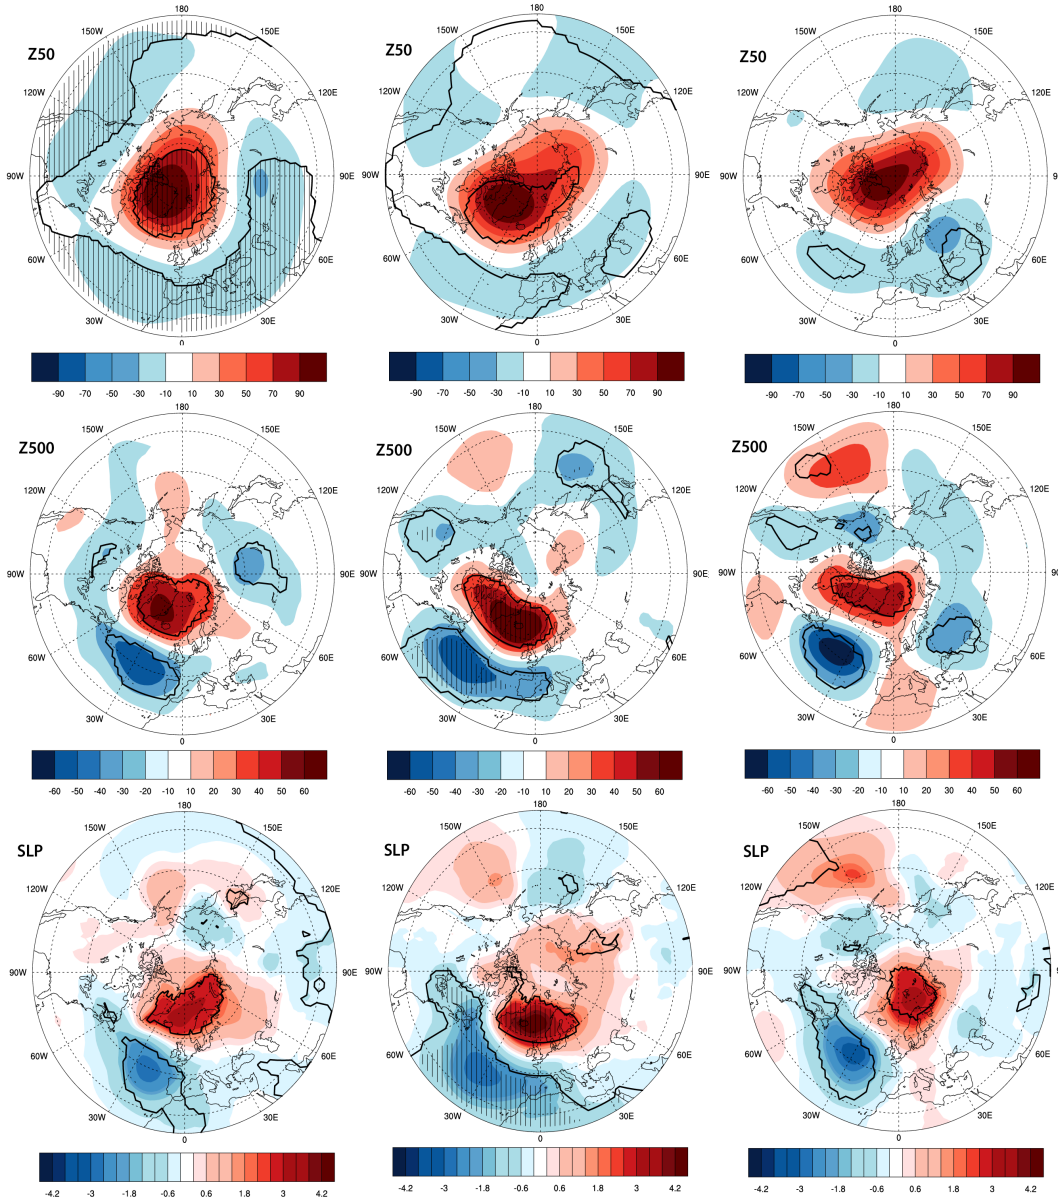 180 180 180
150W 150E 150W 150E 150W 150E
Z50 Z50 Z50
120W 120E 120W 120E 120W 120E
90W 90E 90W 90E 90W 90E
60W 60E 60W 60E 60W 60E
30W 30E 30W 30E 30W 30E
0 0 0
-90 -70 -50 -30 -10 10 30 50 70 90 -90 -70 -50 -30 -10 10 30 50 70 90 -90 -70 -50 -30 -10 10 30 50 70 90
180 180 180
150W 150E 150W 150E 150W 150E
Z500 Z500 Z500
120W 120E 120W 120E 120W 120E
90W 90E 90W 90E 90W 90
60W 60E 60W 60E 60W 60E
30W 30E 30W 30E 30W 30E
0 0 0
-60 -50 -40 -30 -20 -10 10 20 30 40 50 60 -60 -50 -40 -30 -20 -10 10 20 30 40 50 60 -60 -50 -40 -30 -20 -10 10 20 30 40 50 60
180 180 180
150W 150E 150W 150E 150W 150E
SLP SLP SLP
120W 120E 120W 120E 120W 120E
90W 90E 90W 90E 90W 90
60W 60E 60W 60E 60W 60E
30W 30E 30W 30E 30W 30E
0 0 0
-4.2 -3 -1.8 -0.6 0.6 1.8 3 4.2 -4.2 -3 -1.8 -0.6 0.6 1.8 3 4.2 -4.2 -3 -1.8 -0.6 0.6 1.8 3 4.2